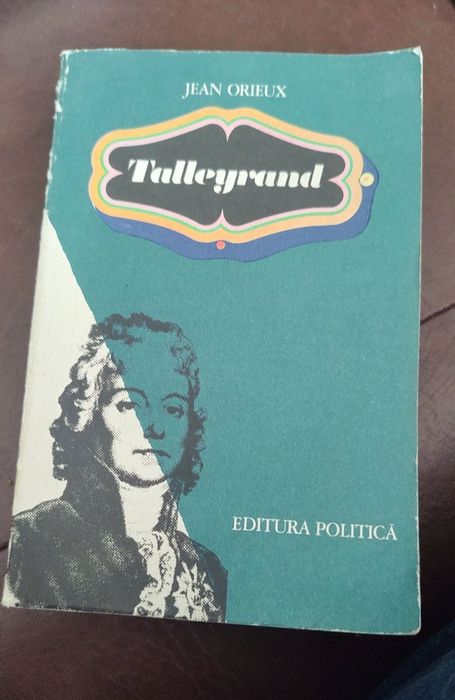 JEAN ORIEUX
Talleyrand
EDITURA POLITICĂ